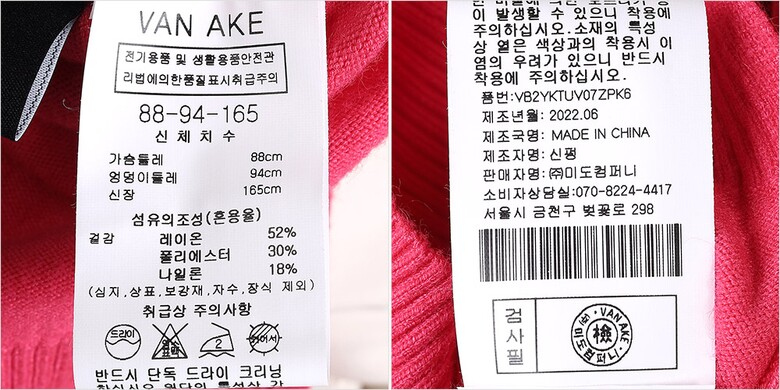 VAN AKE
전기용품 및 생활용품안전관
리법에의한품질표시취급주의
88-94-165
신체치수
가슴둘레 88cm
엉덩이둘레 94cm
신장 165cm
섬유의조성(혼용율)
겉감 레이온 52%
폴리에스터 30%
나일론 18%
(심지,상표,보강재,자수,장식 제외)
취급상 주의사항
드라이
2
반드시 단독 드라이 크리닝
이 발생할 수 있으니 착용에
주의하십시오.소재의 특성
상 옅은 색상과의 착용시 이
염의 우려가 있으니 반드시
착용에 주의하십시오.
품번:VB2YKTUV07ZPK6
제조년월: 2022.06
제조국명: MADE IN CHINA
제조자명: 신펑
판매자명: ㈜미도컴퍼니
소비자상담실:070-8224-4417
서울시 금천구 벚꽃로 298
검사필
VAN AKE
檢
㈜미도컴퍼니